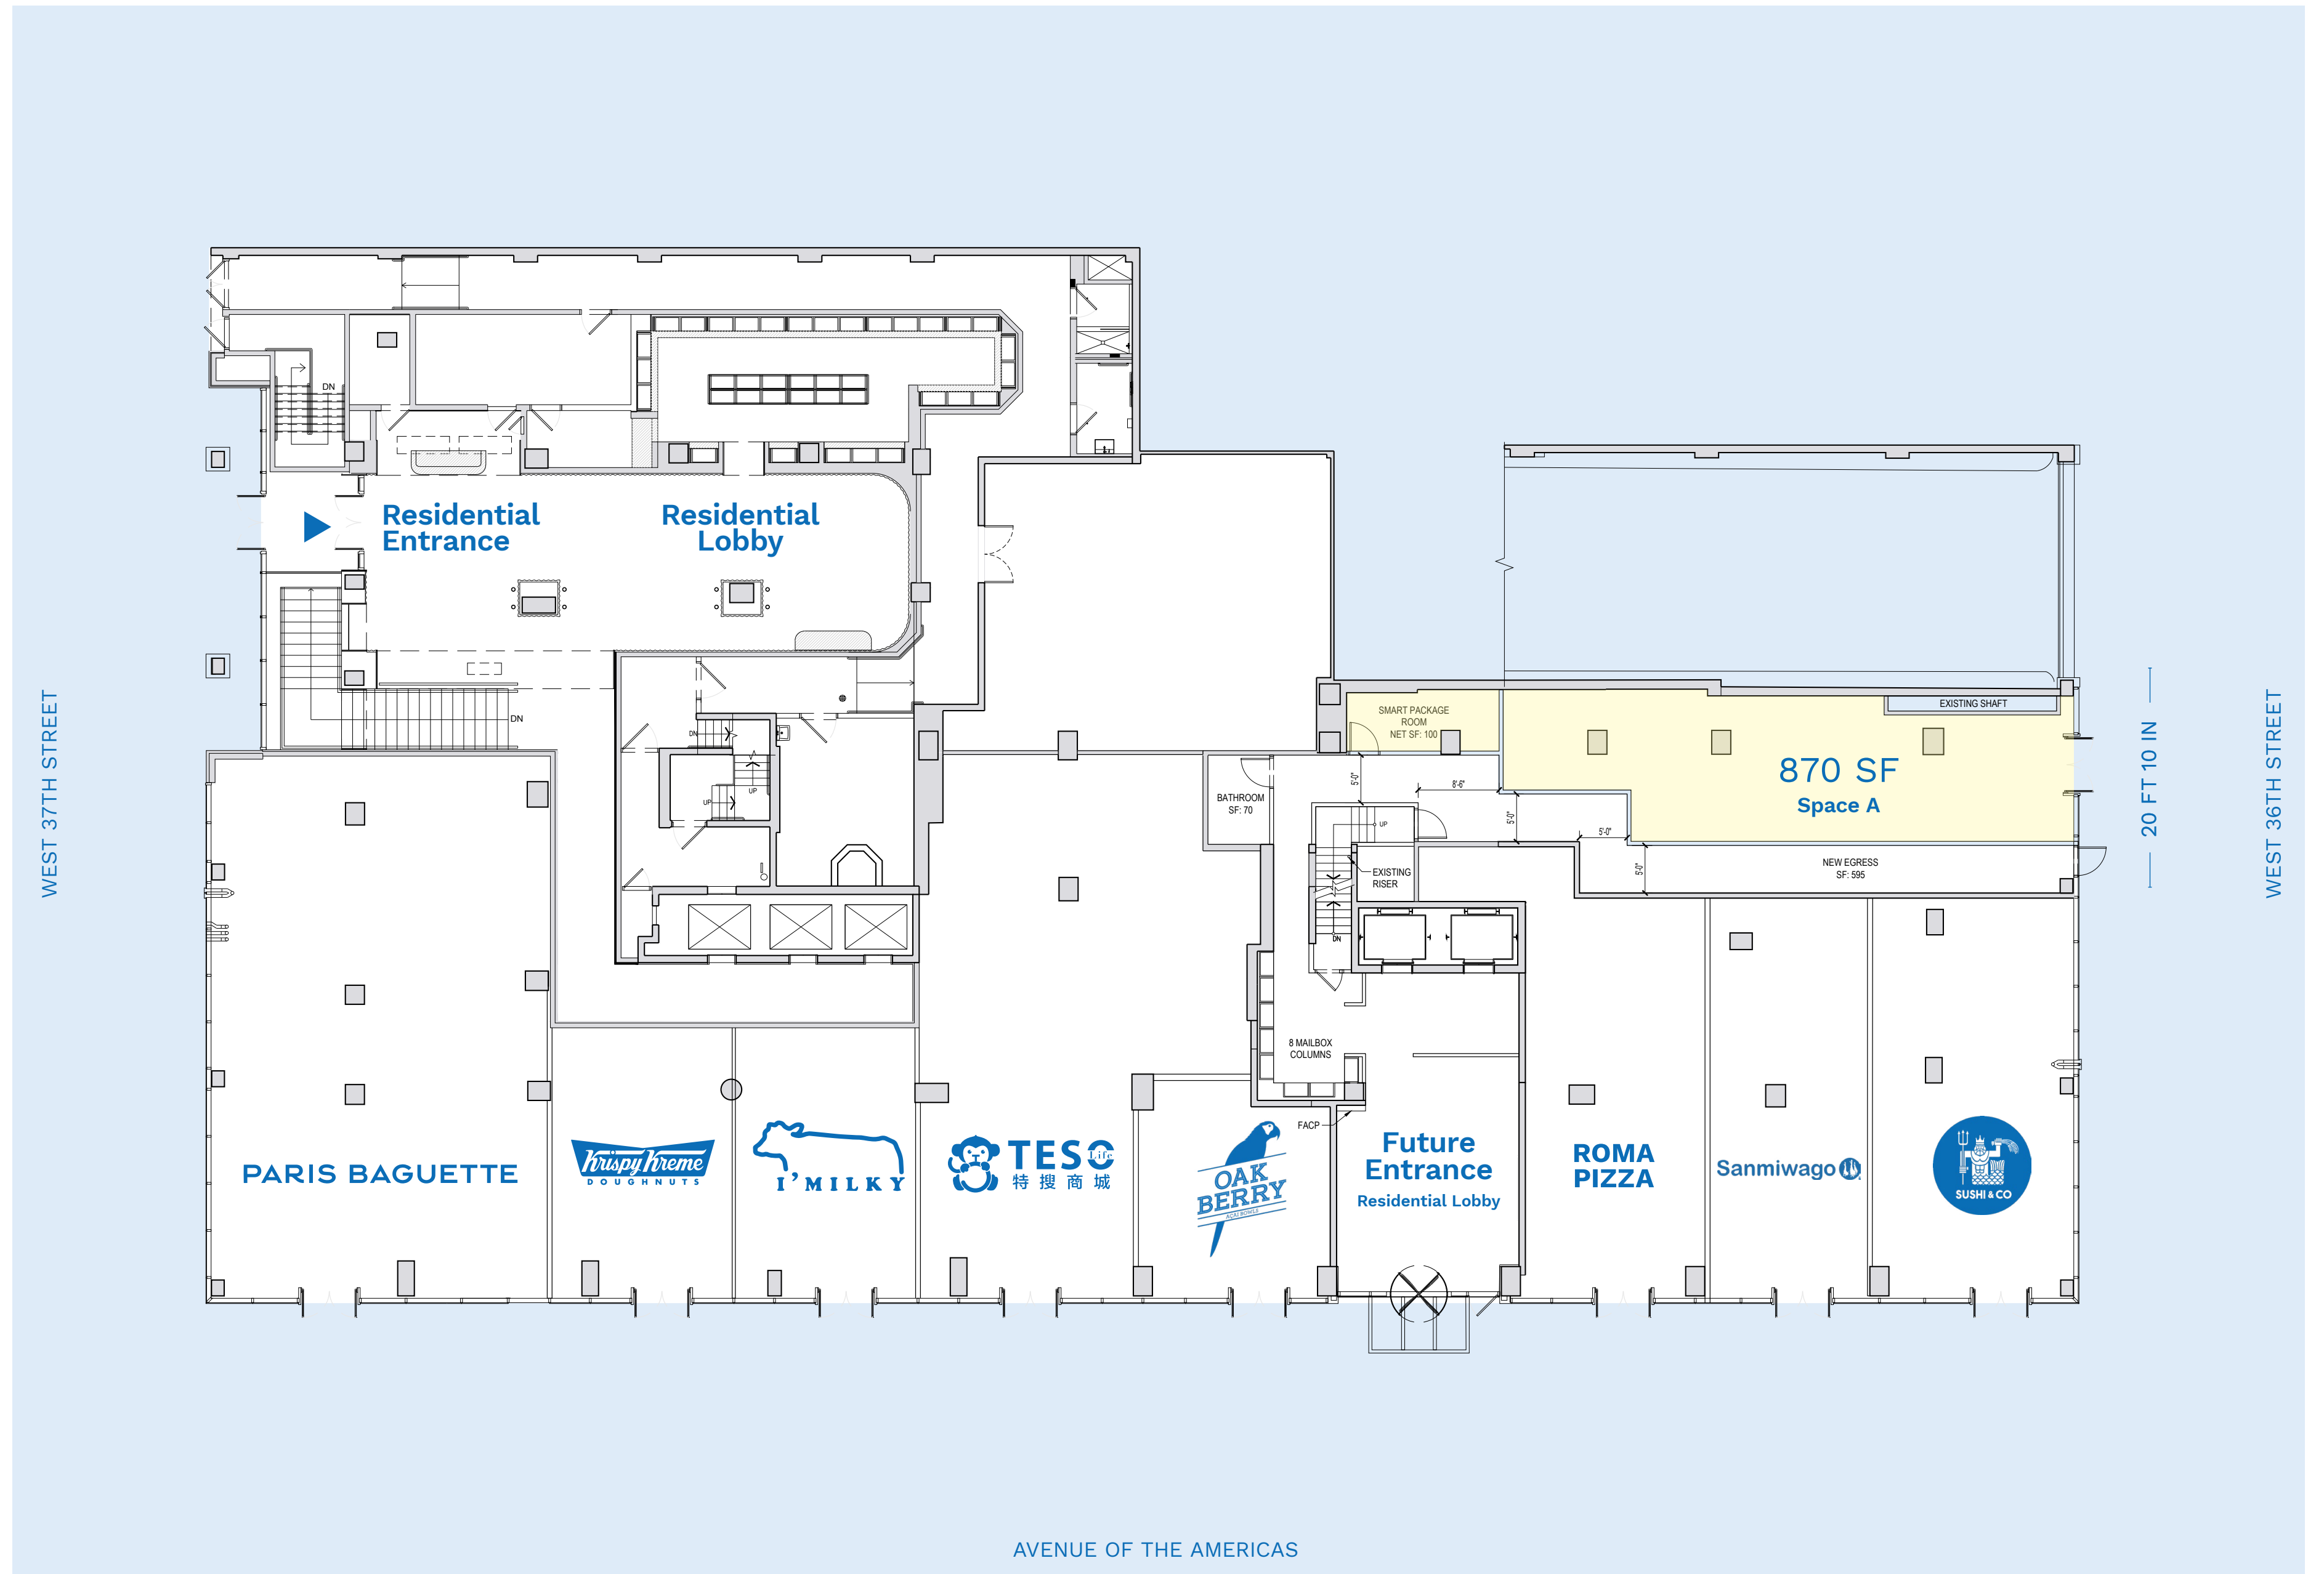 DN
Residential
Entrance
Residential
Lobby
DN
DN
UP
UP
SMART PACKAGE
ROOM
NET SF: 100
EXISTING SHAFT
870 SF
Space A
BATHROOM
SF: 70
5'-0"
8'-6"
5'-0"
5'-0"
5'-0"
UP
EXISTING
RISER
DN
NEW EGRESS
SF: 595
8 MAILBOX
COLUMNS
FACP
PARIS BAGUETTE
Krispy Kreme
DOUGHNUTS
I'MILKY
TESO
Life
特搜商城
OAK
BERRY
AÇAÍ BOWLS
Future
Entrance
Residential Lobby
ROMA
PIZZA
Sanmiwago
SUSHI & CO
WEST 37TH STREET
20 FT 10 IN
WEST 36TH STREET
AVENUE OF THE AMERICAS